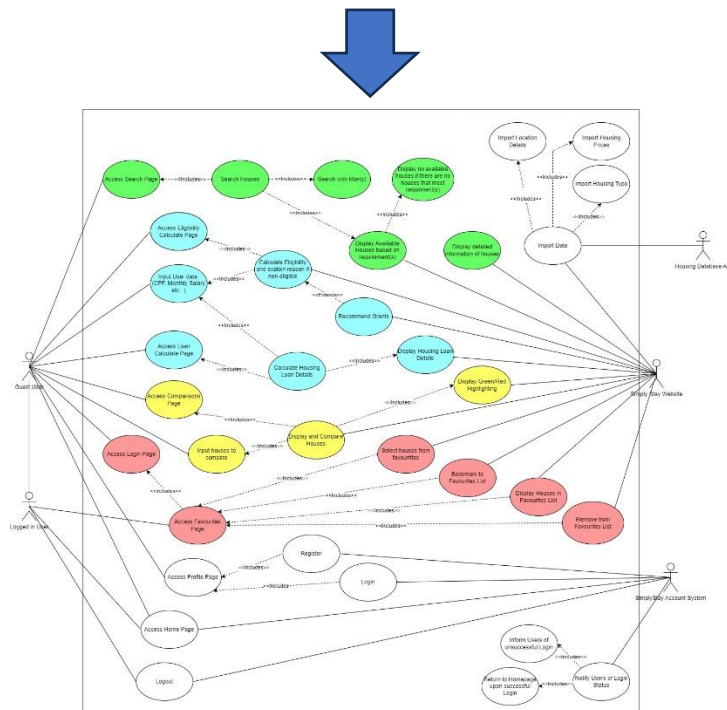 Import Location
Details
Import Housing
Prices
Import Housing Type
<<Includes>>
<<Includes>>
<<Includes>>
Import Data
Housing Database A
Access Search Page
<<Includes>>
Search Houses
<<Includes>>
Search with filter(s)
Display no available
houses if there are no
houses that meet
requirement(s)
<<Includes>>
<<Includes>>
Display Available
Houses based on
requirement(s)
Display detailed
information of houses
Access Eligibility
Calculate Page
<<Includes>>
Input User data
(CPF, Monthly Salary
etc..)
<<Includes>>
Calculate Eligibility
and explain reason if
non-eligible
<<Extends>>
Recommend Grants
<<Includes>>
Access Loan
Calculate Page
<<Includes>>
Calculate Housing
Loan Details
<<Includes>>
Display Housing Loan
Details
Guest User
Simply Stay Website
Access Comparisons
Page
<<Includes>>
Display Green/Red
Highlighting
<<Includes>>
Input houses to
compare
<<Includes>>
Display and Compare
Houses
Access Login Page
<<Includes>>
Select houses from
favourites
<<Includes>>
Bookmark to
Favourites List
<<Includes>>
Display Houses in
Favourites List
<<Includes>>
Remove from
Favourites List
<<Includes>>
Access Favourites
Page
Logged in User
Register
<<Includes>>
Access Profile Page
<<Includes>>
Login
SimplyStay Account System
Access Home Page
Logout
Inform Users of
unsuccessful Login
<<Includes>>
Return to Homepage
upon successful
Login
<<Includes>>
Notify Users of Login
Status